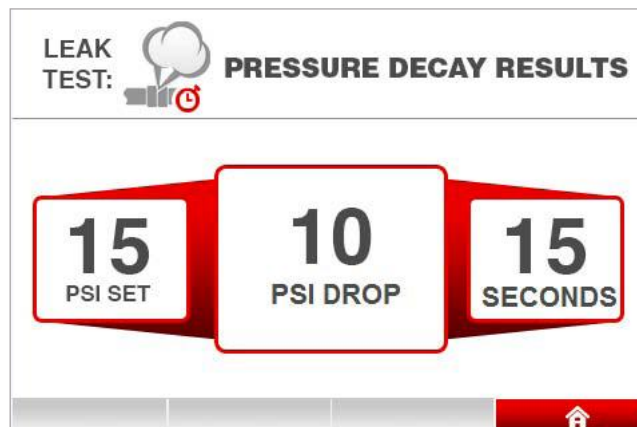 LEAK
TEST:
PRESSURE DECAY RESULTS
15
PSI SET
10
PSI DROP
15
SECONDS